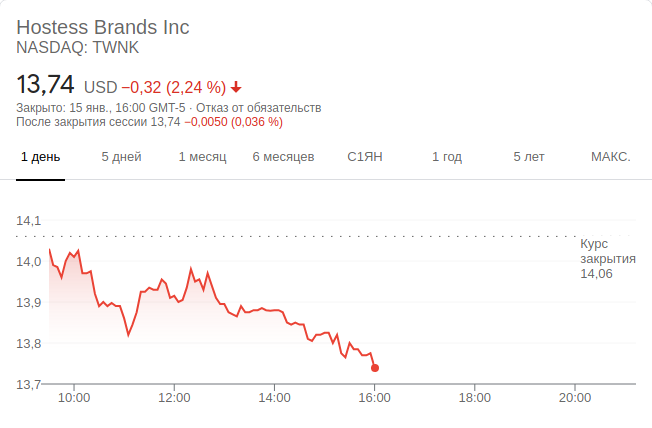 Hostess Brands Inc
NASDAQ: TWNK
13,74 USD −0,32 (2,24 %)
Закрыто: 15 янв., 16:00 GMT-5 · Отказ от обязательств
После закрытия сессии 13,74 −0,0050 (0,036 %)
1 день 5 дней 1 месяц 6 месяцев С1ЯН 1 год 5 лет МАКС.
14,1
Курс
закрытия
14,06
14,0
13,9
13,8
13,7
10:00 12:00 14:00 16:00 18:00 20:00